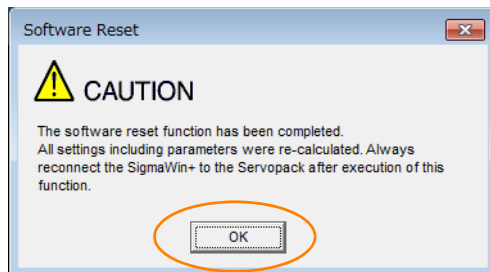 Software Reset
CAUTION
The software reset function has been completed.
All settings including parameters were re-calculated. Always
reconnect the SigmaWin+ to the Servopack after execution of this
function.
OK